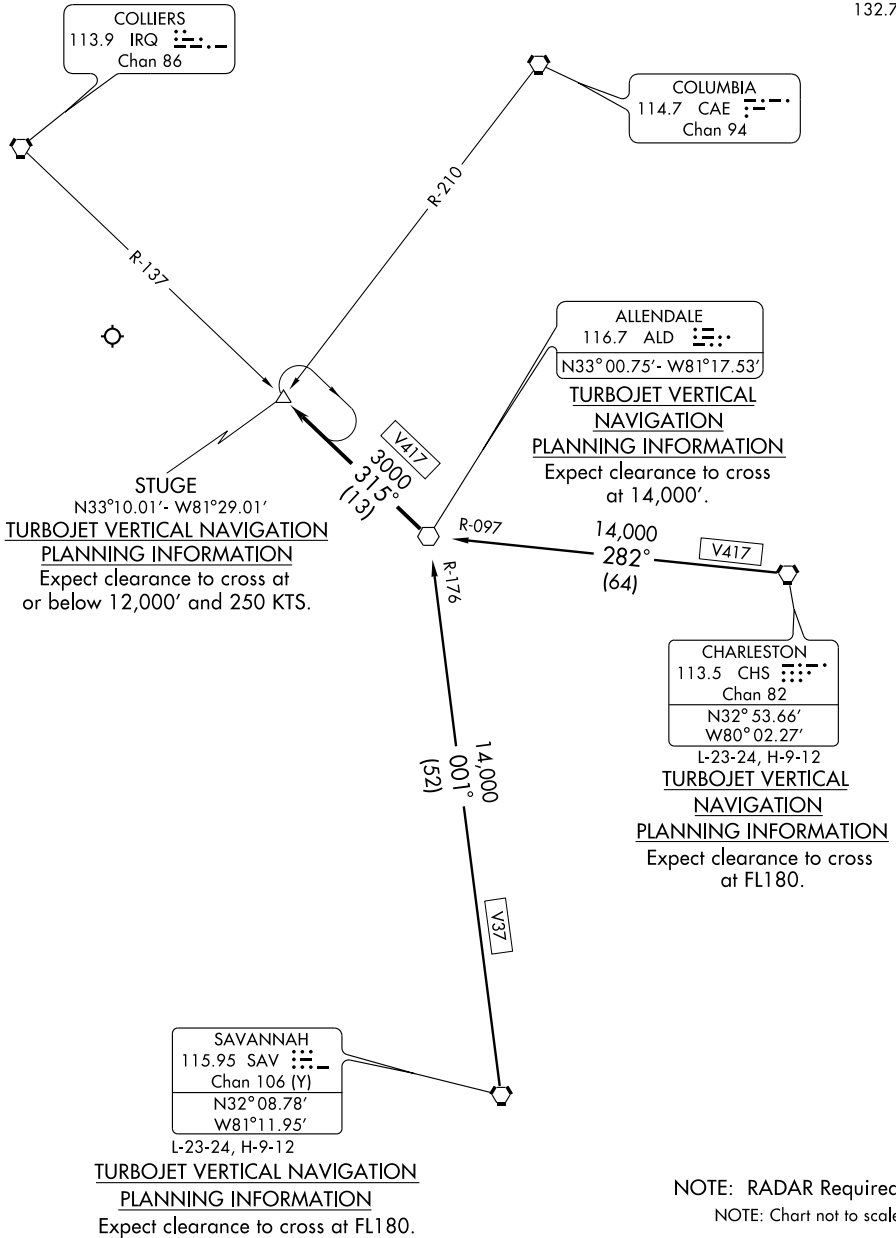 132.7
COLLIERS
113.9 IRQ
Chan 86
COLUMBIA
114.7 CAE
Chan 94
R-210
R-137
ALLENDALE
116.7 ALD
N33°00.75'- W81°17.53'
TURBOJET VERTICAL
NAVIGATION
PLANNING INFORMATION
Expect clearance to cross
at 14,000'.
V417
3000
315°
(13)
STUGE
N33°10.01'- W81°29.01'
TURBOJET VERTICAL NAVIGATION
PLANNING INFORMATION
Expect clearance to cross at
or below 12,000' and 250 KTS.
R-097
14,000
282°
(64)
V417
R-176
CHARLESTON
113.5 CHS
Chan 82
N32°53.66'
W80°02.27'
L-23-24, H-9-12
TURBOJET VERTICAL
NAVIGATION
PLANNING INFORMATION
Expect clearance to cross
at FL180.
14,000
001°
(52)
V37
SAVANNAH
115.95 SAV
Chan 106 (Y)
N32°08.78'
W81°11.95'
L-23-24, H-9-12
TURBOJET VERTICAL NAVIGATION
PLANNING INFORMATION
Expect clearance to cross at FL180.
NOTE: RADAR Required
NOTE: Chart not to scale